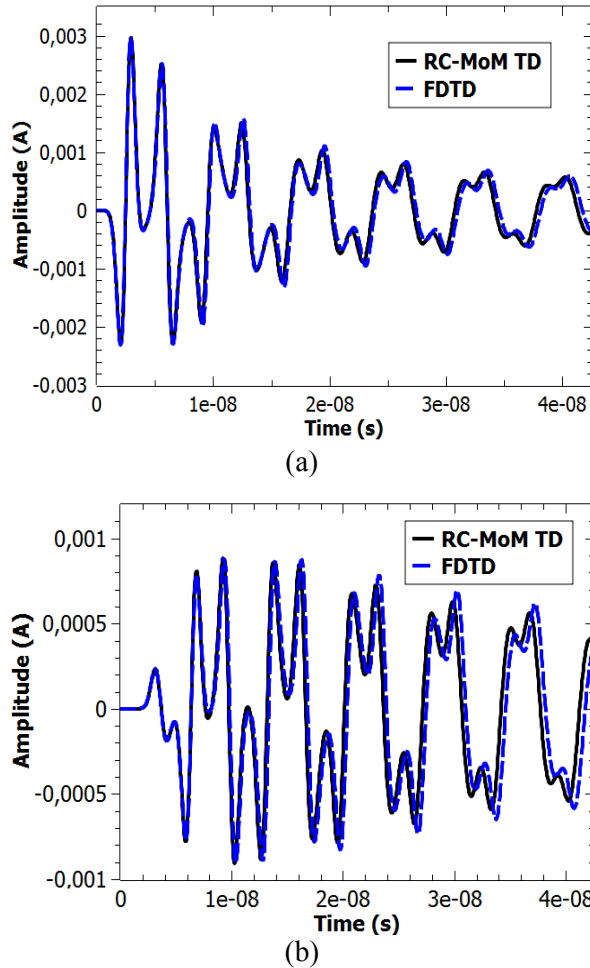 0,003
0,002
0,001
0
-0,001
-0,002
-0,003
Amplitude (A)
RC-MoM TD
FDTD
0
1e-08
2e-08
3e-08
4e-08
Time (s)
(a)
0,001
0,0005
0
-0,0005
-0,001
Amplitude (A)
RC-MoM TD
FDTD
0
1e-08
2e-08
3e-08
4e-08
Time (s)
(b)